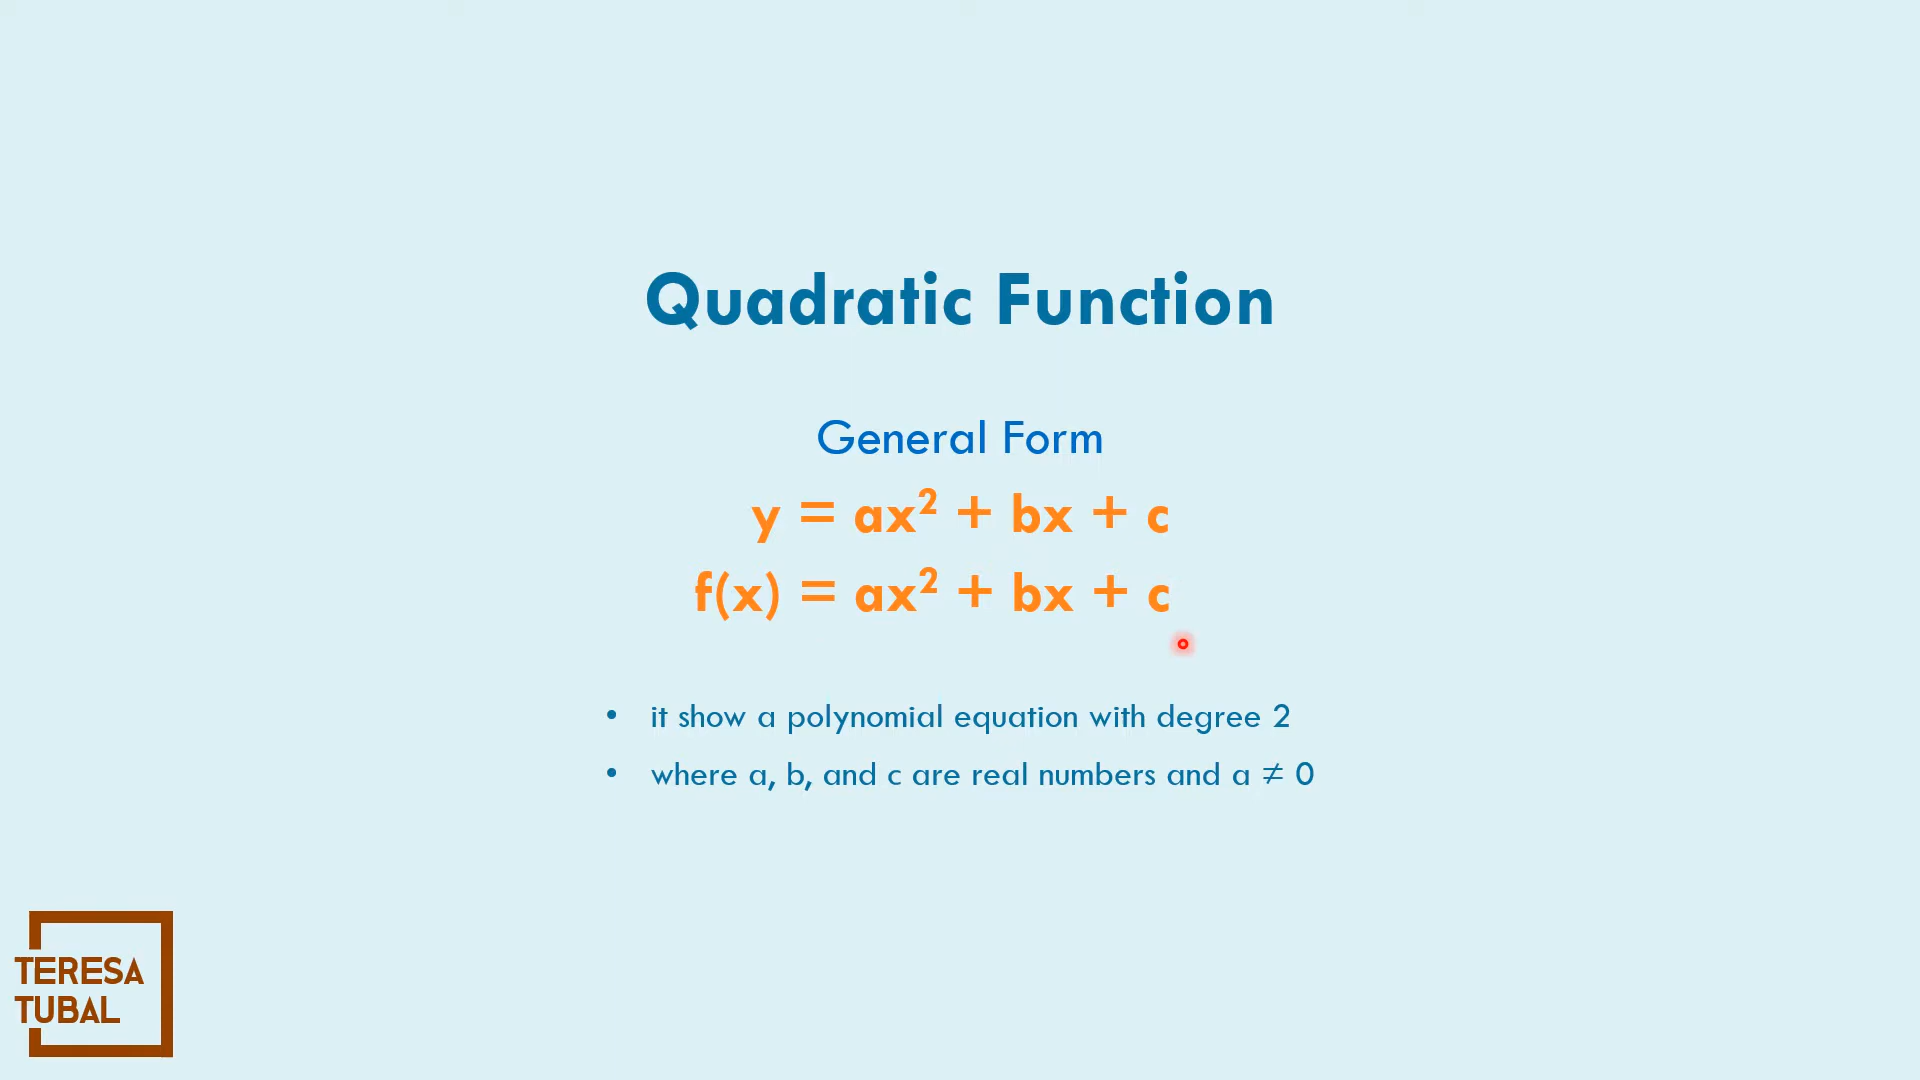 Quadratic Function
General Form
y = ax² + bx + c
f(x) = ax² + bx + c
• it show a polynomial equation with degree 2
• where a, b, and c are real numbers and a ≠ 0
TERESA
TUBAL